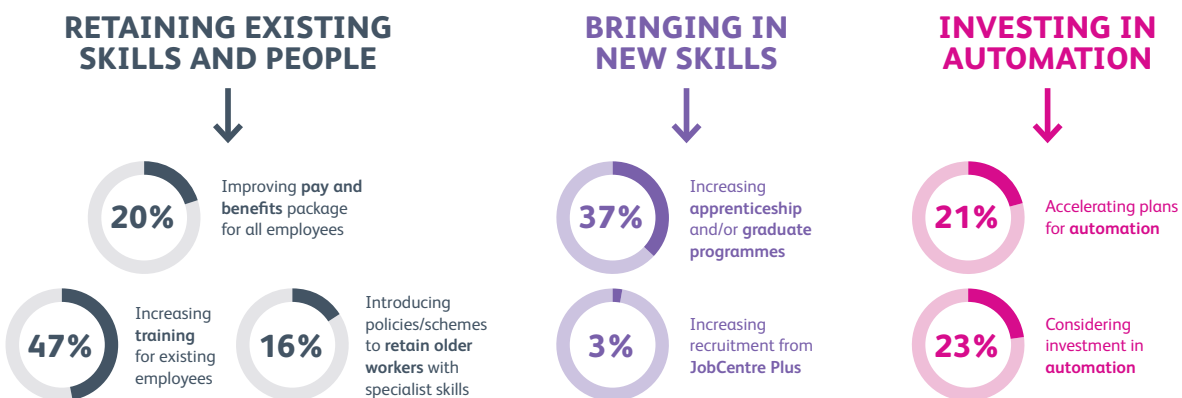 RETAINING EXISTING
SKILLS AND PEOPLE
20%
Improving pay and
benefits package
for all employees
47%
Increasing
training
for existing
employees
16%
Introducing
policies/schemes
to retain older
workers with
specialist skills
BRINGING IN
NEW SKILLS
37%
Increasing
apprenticeship
and/or graduate
programmes
3%
Increasing
recruitment from
JobCentre Plus
INVESTING IN
AUTOMATION
21%
Accelerating plans
for automation
23%
Considering
investment in
automation